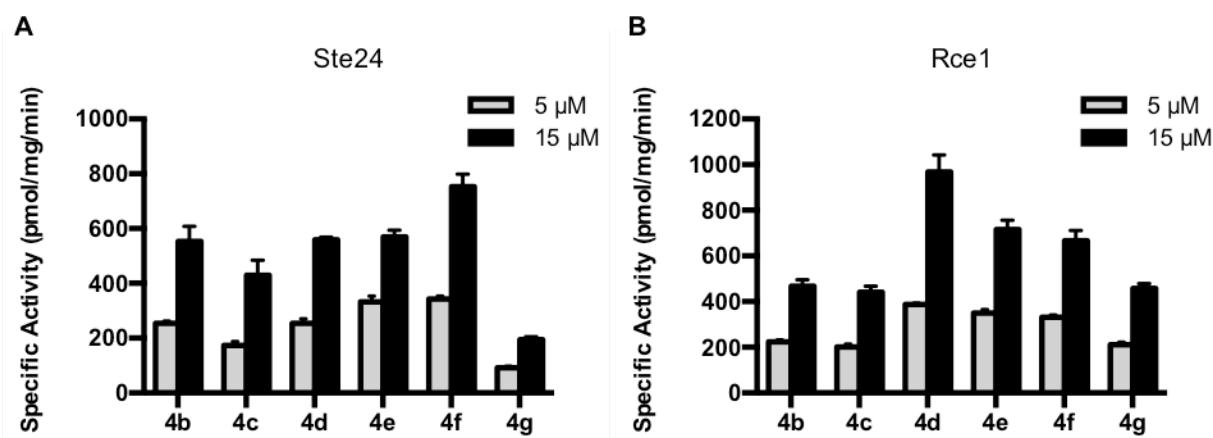 A
Ste24
5 µM
15 µM
Specific Activity (pmol/mg/min)
1000
800
600
400
200
0
4b 4c 4d 4e 4f 4g
B
Rce1
5 µM
15 µM
Specific Activity (pmol/mg/min)
1200
1000
800
600
400
200
0
4b 4c 4d 4e 4f 4g